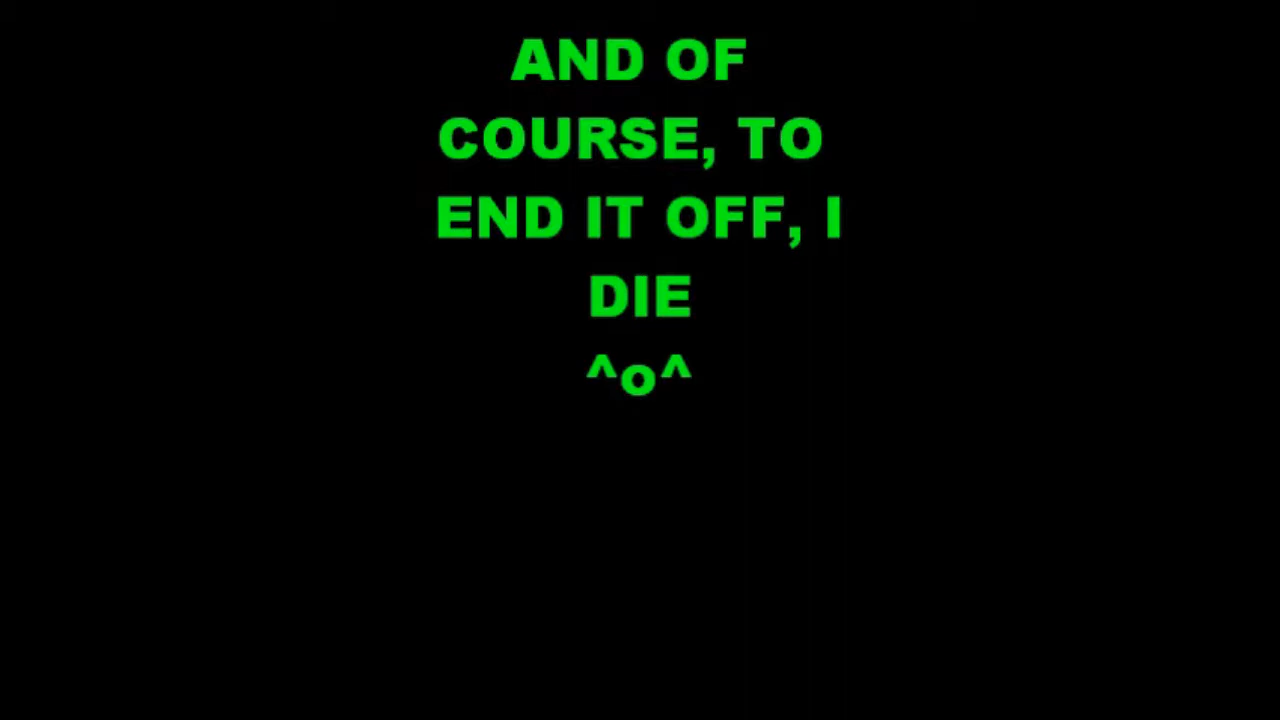 AND OF
COURSE, TO
END IT OFF, I
DIE
^o^